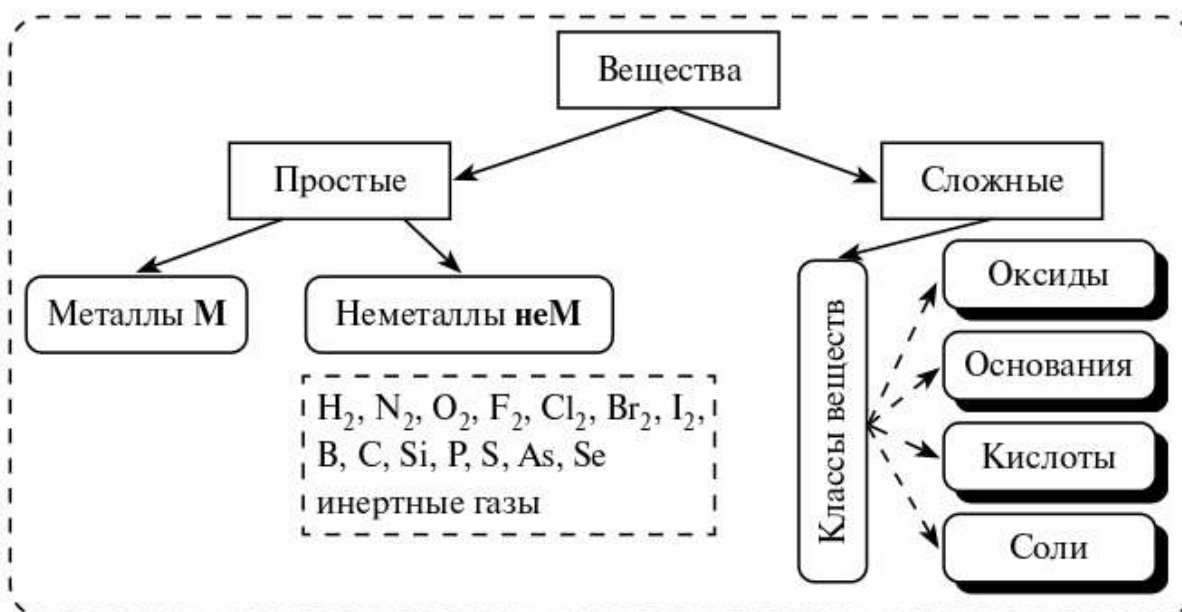 Вещества
Простые
Сложные
Металлы М
Неметаллы неМ
H₂, N₂, O₂, F₂, Cl₂, Br₂, I₂,
B, C, Si, P, S, As, Se
инертные газы
Классы веществ
Оксиды
Основания
Кислоты
Соли